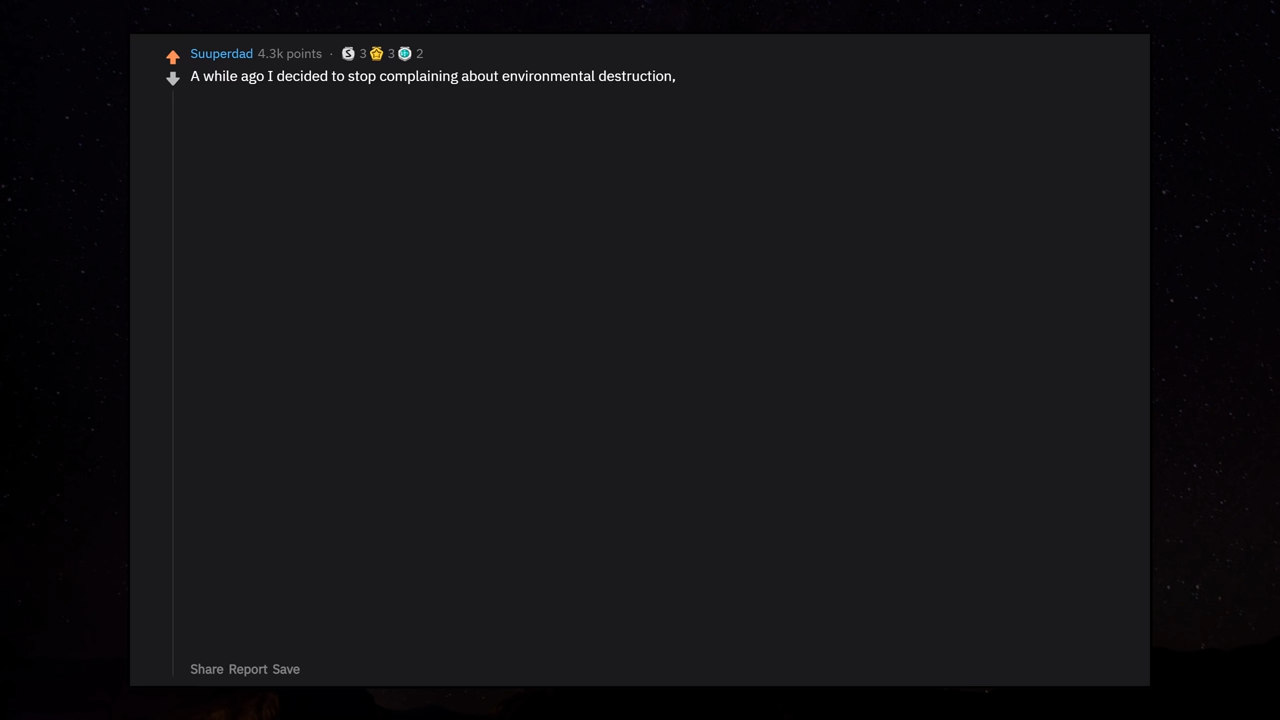 Suuperdad 4.3k points · 3 3 2
A while ago I decided to stop complaining about environmental destruction,
Share Report Save